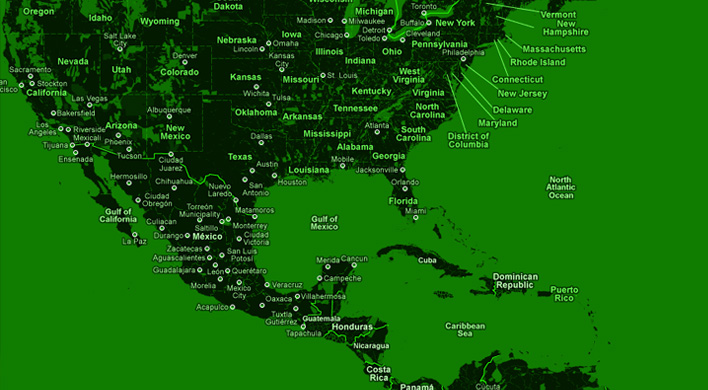 Wisconsin
Michigan
Toronto
Dakota
Oregon
Idaho
Wyoming
Madison
Milwaukee
Buffalo
New York
Vermont
New
Hampshire
Salt Lake
City
Nebraska
Iowa
Omaha
Lincoln
Chicago
Detroit
Toledo
Cleveland
Ohio
Pennsylvania
Massachusetts
Nevada
Utah
Denver
Colorado
Illinois
Indiana
Philadelphia
Rhode Island
Sacramento
Stockton
California
Kansas
Kansas
City
Missouri
St. Louis
West
Virginia
Connecticut
New Jersey
cisco
Las Vegas
Wichita
Tulsa
Kentucky
Virginia
Delaware
Bakersfield
Albuquerque
Oklahoma
Arkansas
Tennessee
North
Carolina
Maryland
Los
Angeles
Riverside
Mexicali
Arizona
Phoenix
New
Mexico
Dallas
Mississippi
Atlanta
South
Carolina
District of
Columbia
Tijuana
Ensenada
Tucson
Ciudad
Juarez
Texas
Alabama
Georgia
Hermosillo
Chihuahua
Austin
San
Antonio
Houston
Louisiana
Mobile
Jacksonville
Orlando
North
Atlantic
Ocean
Ciudad
Obregón
Nuevo
Laredo
Florida
Gulf of
California
Torreón
Municipality
Matamoros
Gulf of
Mexico
Miami
Culiacan
Saltillo
Monterrey
La Paz
Durango
México
Ciudad
Victoria
Zacatecas
San Luis
Potosí
Aguascalientes
Merida
Cancun
Cuba
Guadalajara
León
Querétaro
Campeche
Dominican
Republic
Puerto
Rico
Morelia
Mexico
City
Veracruz
Villahermosa
Acapulco
Oaxaca
Tuxtla
Gutiérrez
Guatemala
Tapachula
Honduras
Caribbean
Sea
Nicaragua
Costa
Rica
Panamá
Cúcuta